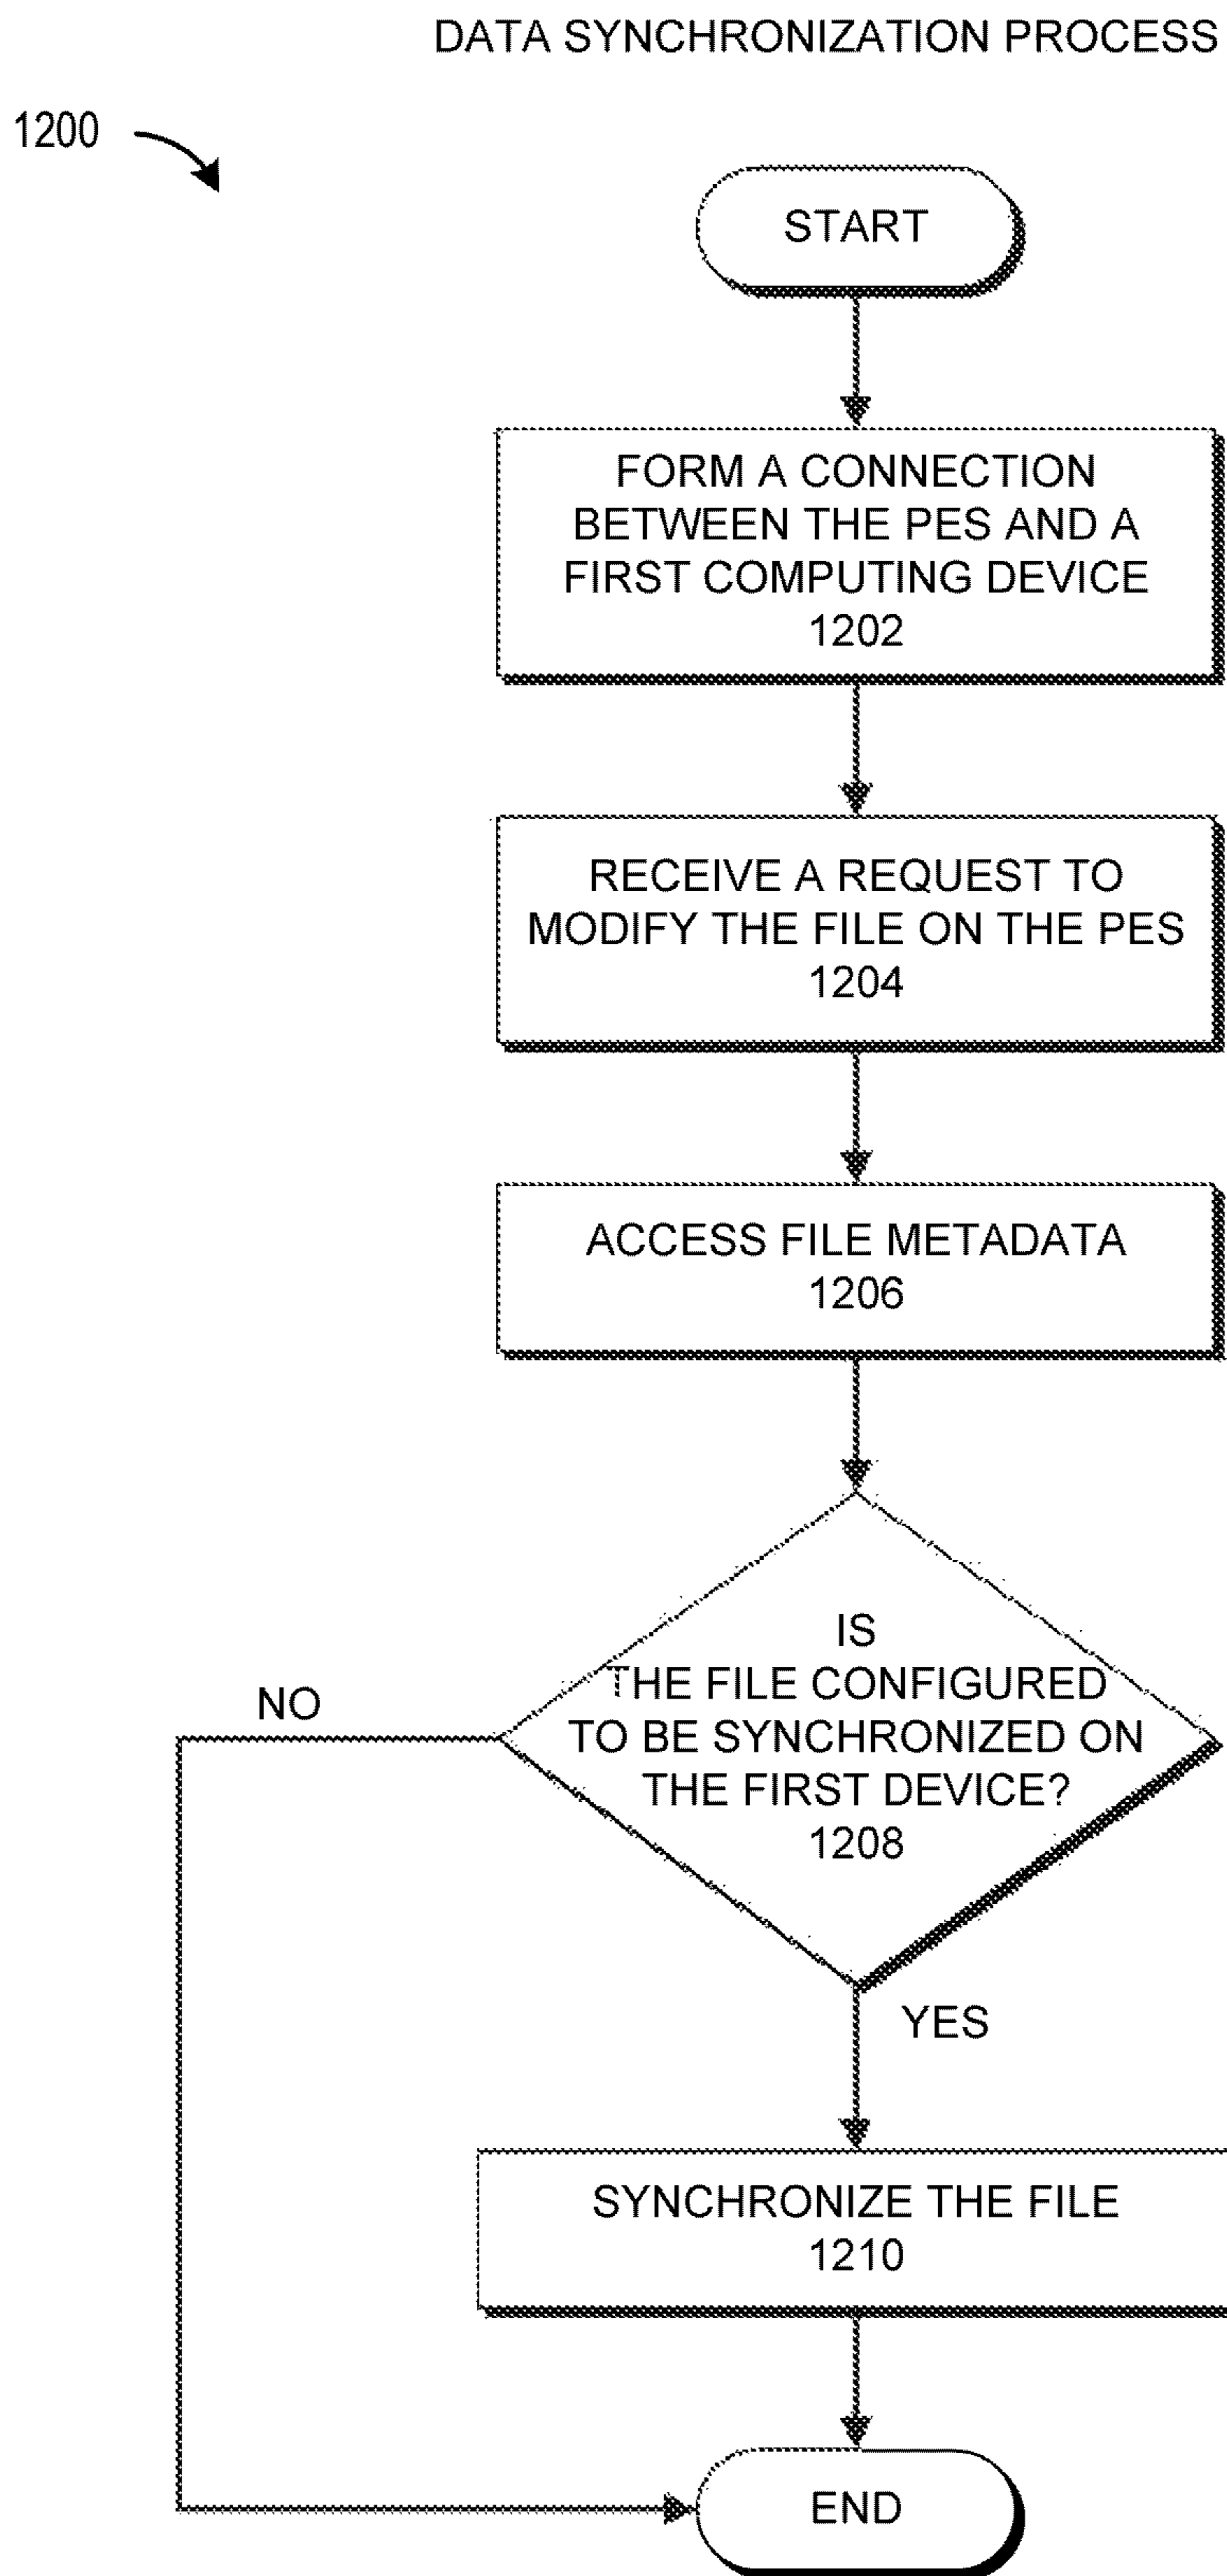 DATA SYNCHRONIZATION PROCESS
1200
START
FORM A CONNECTION
BETWEEN THE PES AND A
FIRST COMPUTING DEVICE
1202
RECEIVE A REQUEST TO
MODIFY THE FILE ON THE PES
1204
ACCESS FILE METADATA
1206
IS
THE FILE CONFIGURED
TO BE SYNCHRONIZED ON
THE FIRST DEVICE?
1208
NO
YES
SYNCHRONIZE THE FILE
1210
END